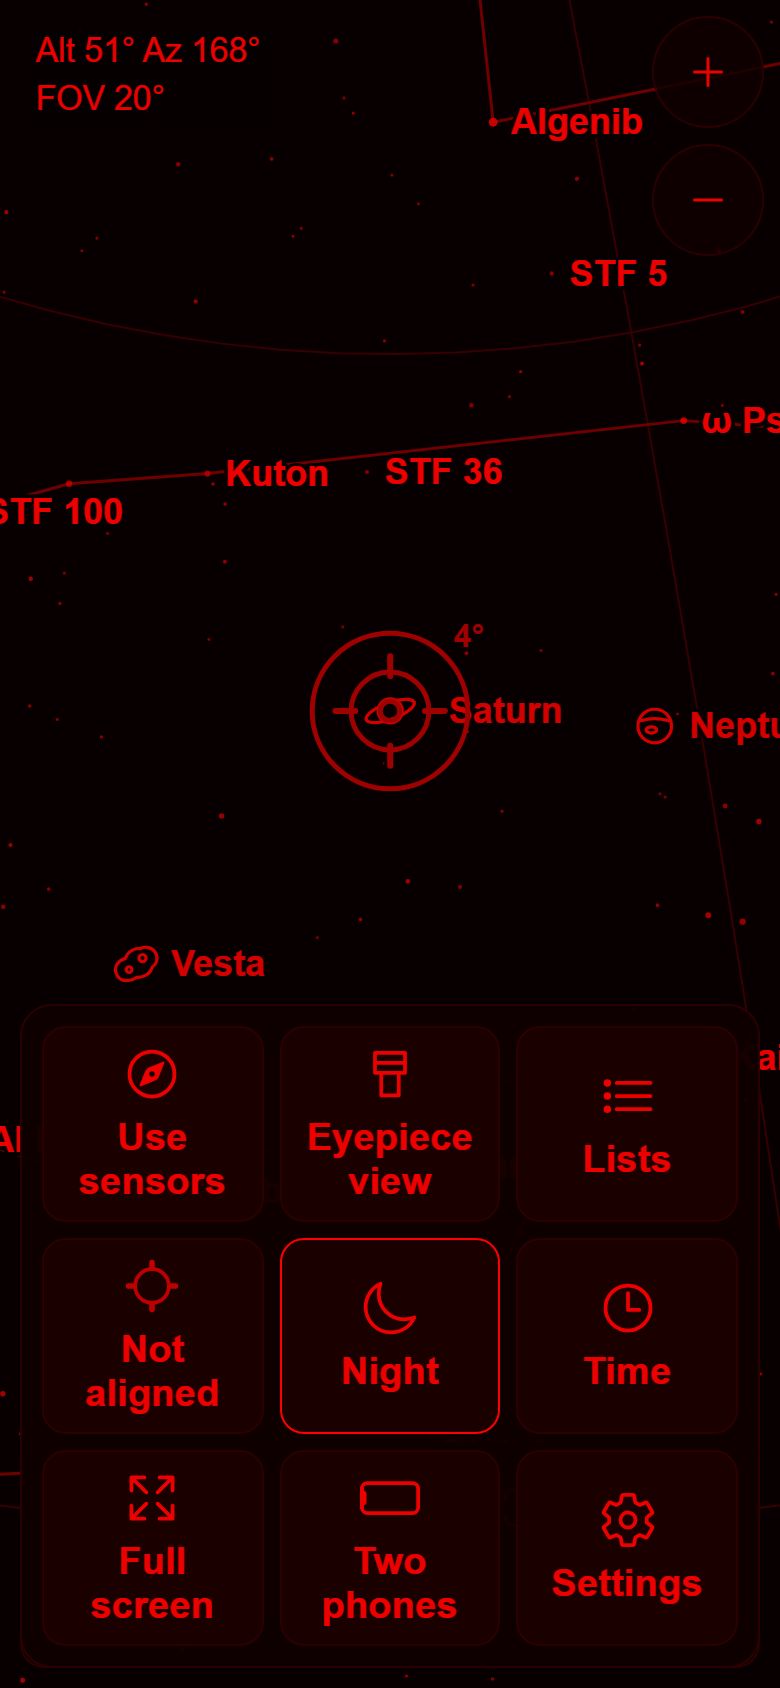 Alt 51° Az 168°
FOV 20°
Algenib
STF 5
ω Ps
Kuton
STF 36
STF 100
4°
Saturn
Neptu
Vesta
Use
sensors
Eyepiece
view
Lists
Not
aligned
Night
Time
Full
screen
Two
phones
Settings